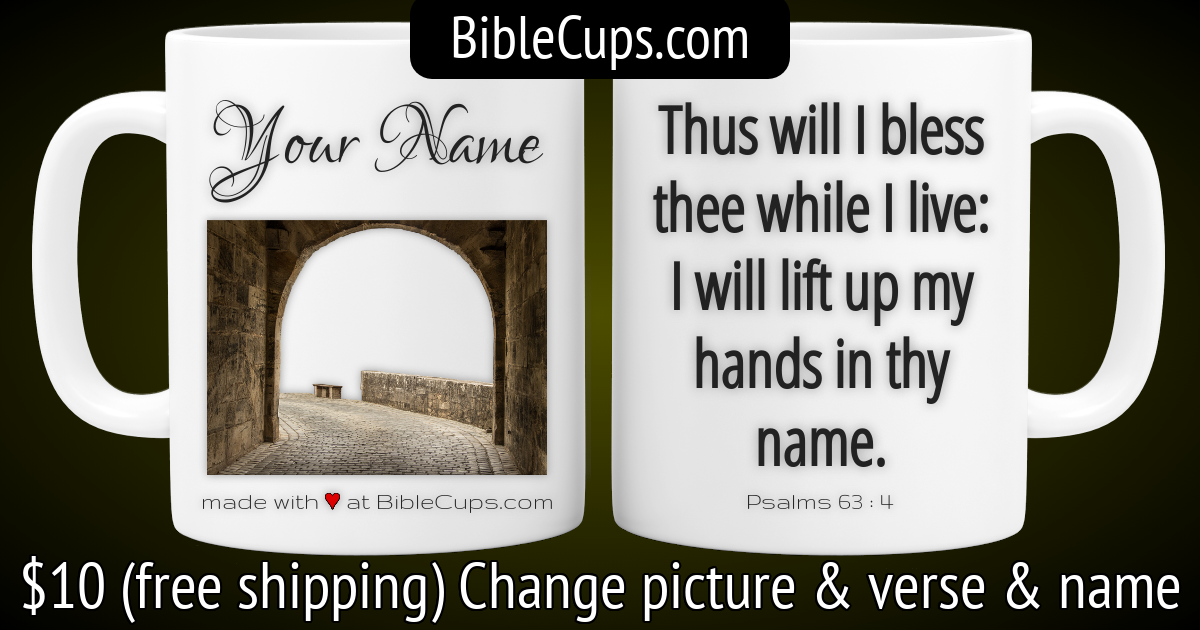 BibleCups.com
Your Name
made with ♥ at BibleCups.com
Thus will I bless
thee while I live:
I will lift up my
hands in thy
name.
Psalms 63 : 4
$10 (free shipping) Change picture & verse & name